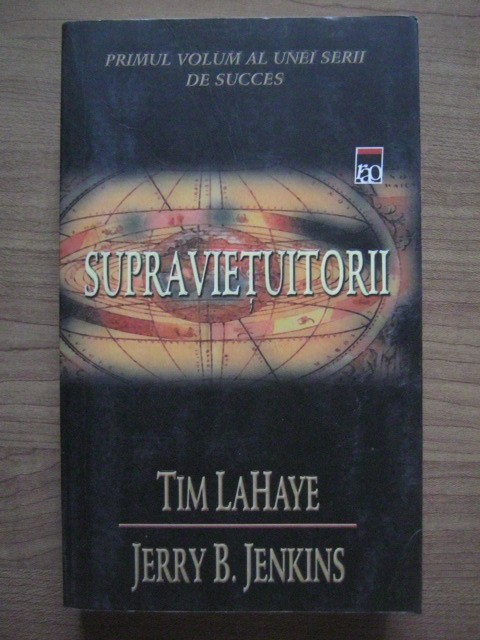 PRIMUL VOLUM AL UNEI SERII
DE SUCCES
rao
SUPRAVIEȚUITORII
TIM LAHAYE
JERRY B. JENKINS